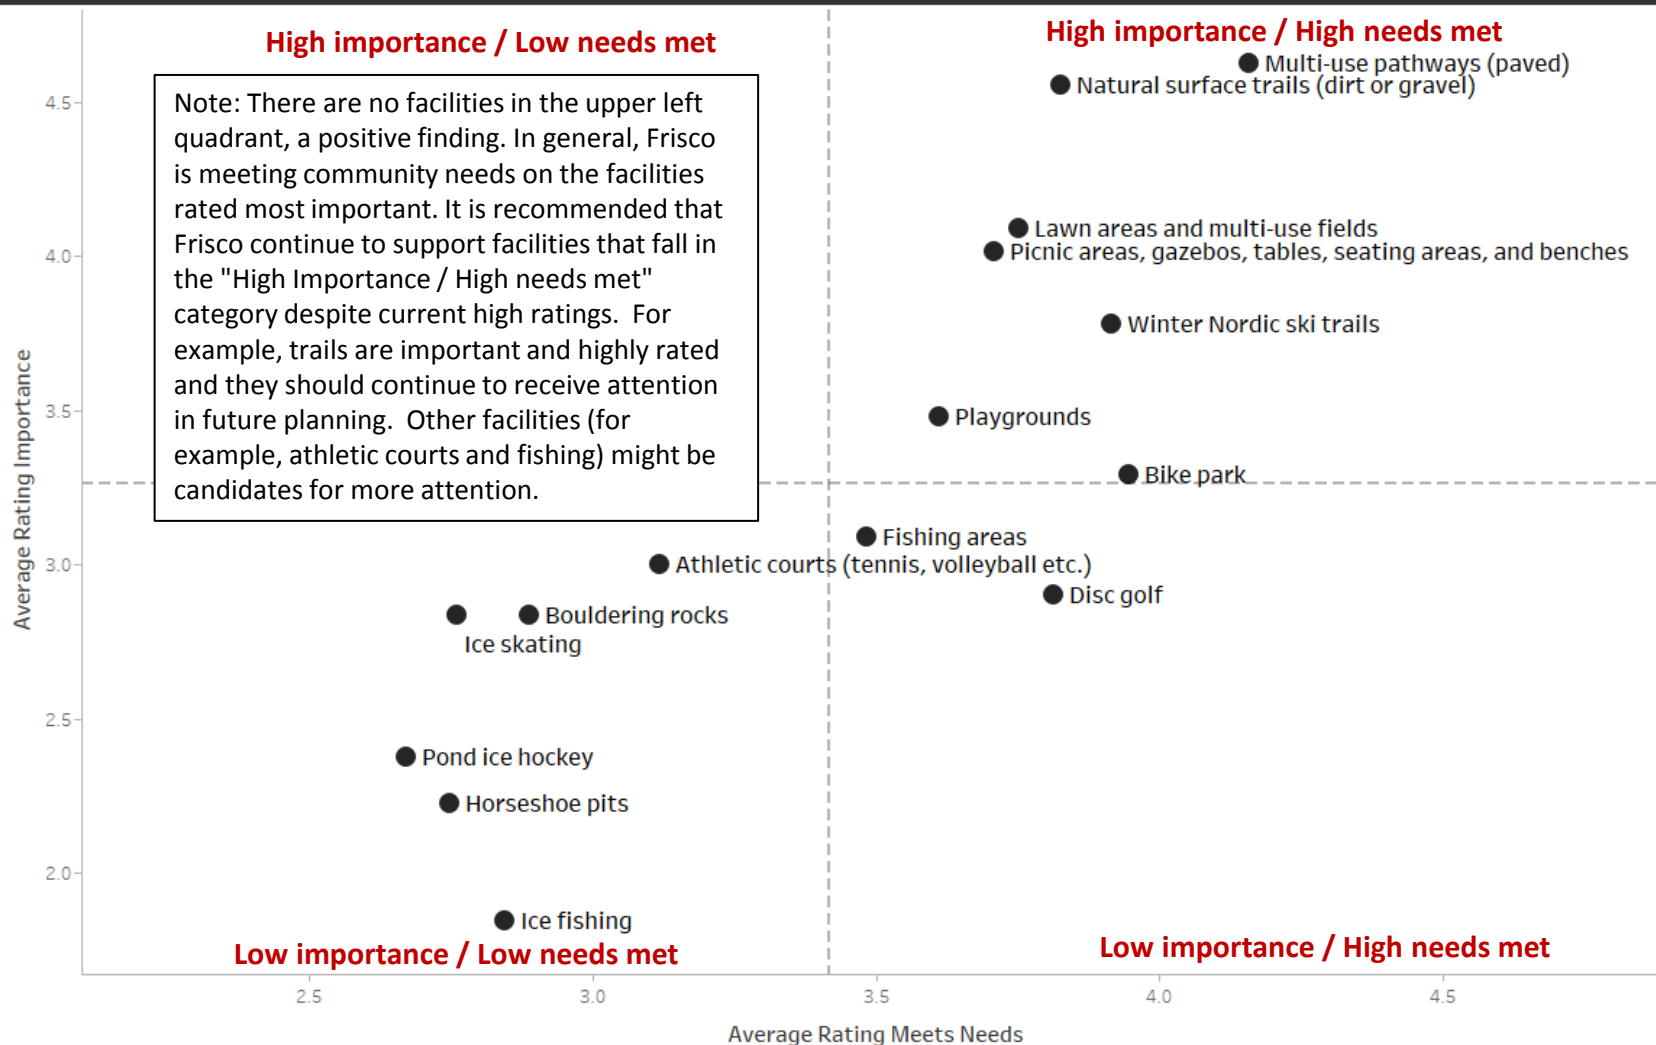 High importance / Low needs met
High importance / High needs met
Note: There are no facilities in the upper left
quadrant, a positive finding. In general, Frisco
is meeting community needs on the facilities
rated most important. It is recommended that
Frisco continue to support facilities that fall in
the "High Importance / High needs met"
category despite current high ratings.  For
example, trails are important and highly rated
and they should continue to receive attention
in future planning.  Other facilities (for
example, athletic courts and fishing) might be
candidates for more attention.
Multi-use pathways (paved)
Natural surface trails (dirt or gravel)
Lawn areas and multi-use fields
Picnic areas, gazebos, tables, seating areas, and benches
Winter Nordic ski trails
Playgrounds
Bike park
Fishing areas
Athletic courts (tennis, volleyball etc.)
Disc golf
Bouldering rocks
Ice skating
Pond ice hockey
Horseshoe pits
Ice fishing
Low importance / Low needs met
Low importance / High needs met
Average Rating Importance
4.5
4.0
3.5
3.0
2.5
2.0
2.5
3.0
3.5
4.0
4.5
Average Rating Meets Needs